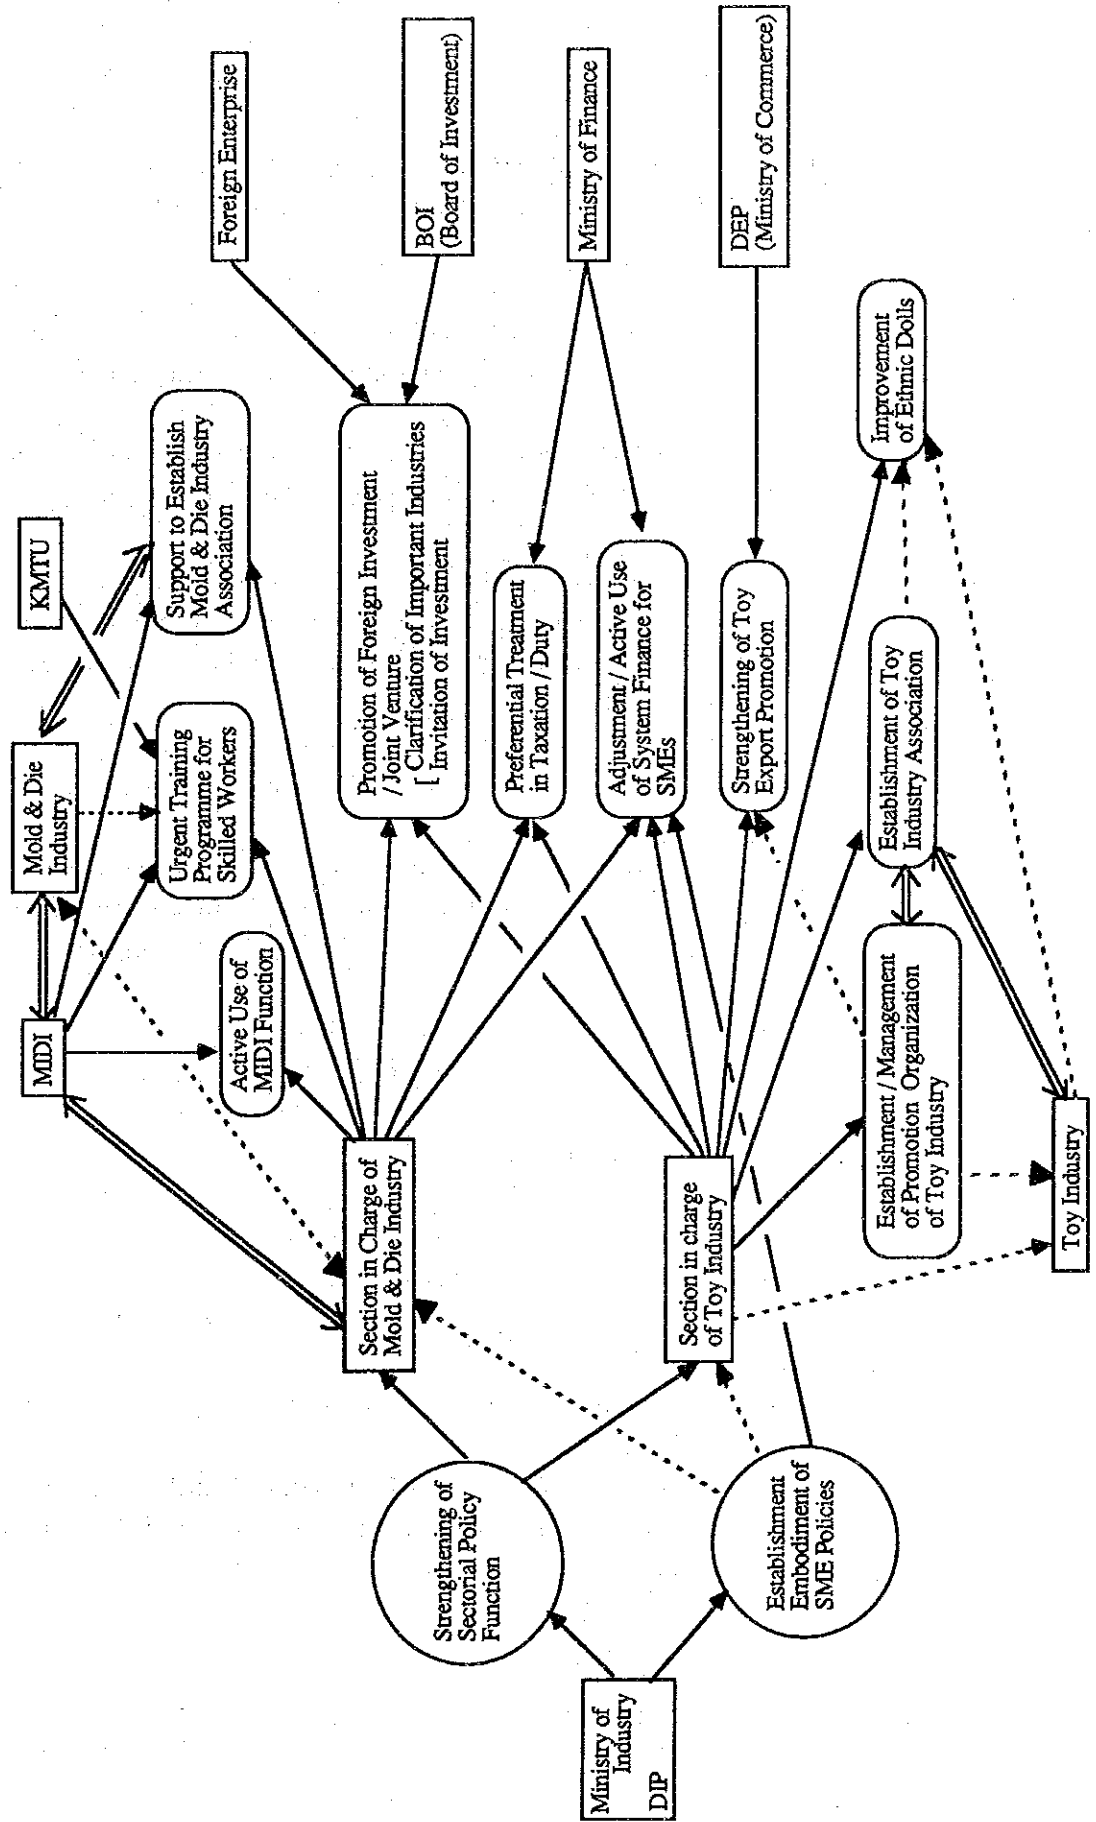 MIDI
Mold & Die
Industry
KMTU
Active Use of
MIDI Function
Urgent Training
Programme for
Skilled Workers
Support to Establish
Mold & Die Industry
Association
Foreign Enterprise
BOI
(Board of Investment)
Ministry of Finance
DEP
(Ministry of Commerce)
Promotion of Foreign Investment
/Joint Venture
[ Clarification of Important Industries
Invitation of Investment
Preferential Treatment
in Taxation / Duty
Adjustment / Active Use
of System Finance for
SMEs
Strengthening of Toy
Export Promotion
Improvement
of Ethnic Dolls
Section in Charge of
Mold & Die Industry
Section in charge
of Toy Industry
Establishment of Toy
Industry Association
Establishment / Management
of Promotion Organization
of Toy Industry
Toy Industry
Strengthening of
Sectorial Policy
Function
Establishment
Embodiment of
SME Policies
Ministry of
Industry
DIP